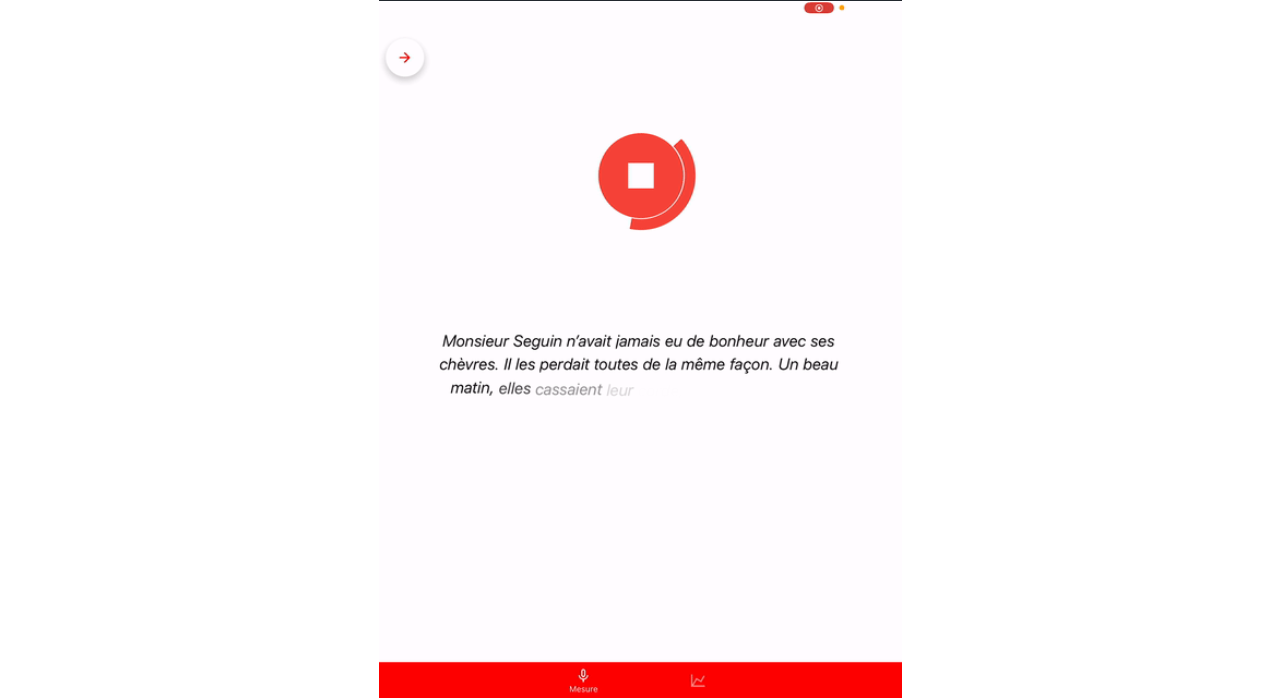 Monsieur Seguin n’avait jamais eu de bonheur avec ses
chèvres. Il les perdait toutes de la même façon. Un beau
matin, elles cassaient leur
Mesure